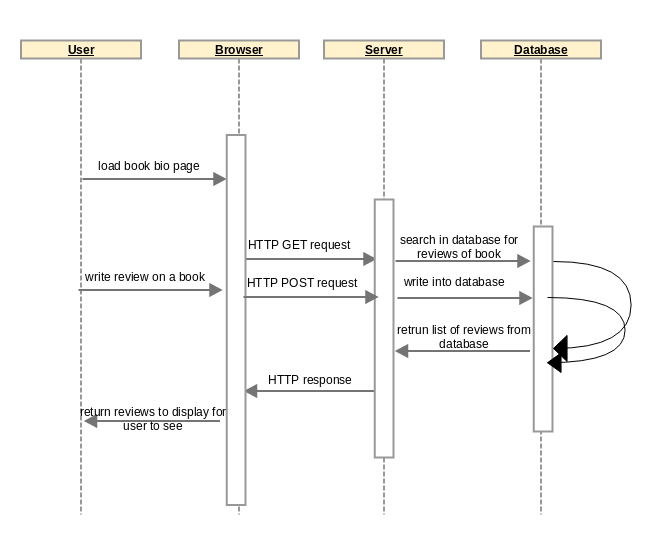 User
Browser
Server
Database
load book bio page
HTTP GET request
search in database for
reviews of book
write review on a book
HTTP POST request
write into database
retrun list of reviews from
database
HTTP response
return reviews to display for
user to see